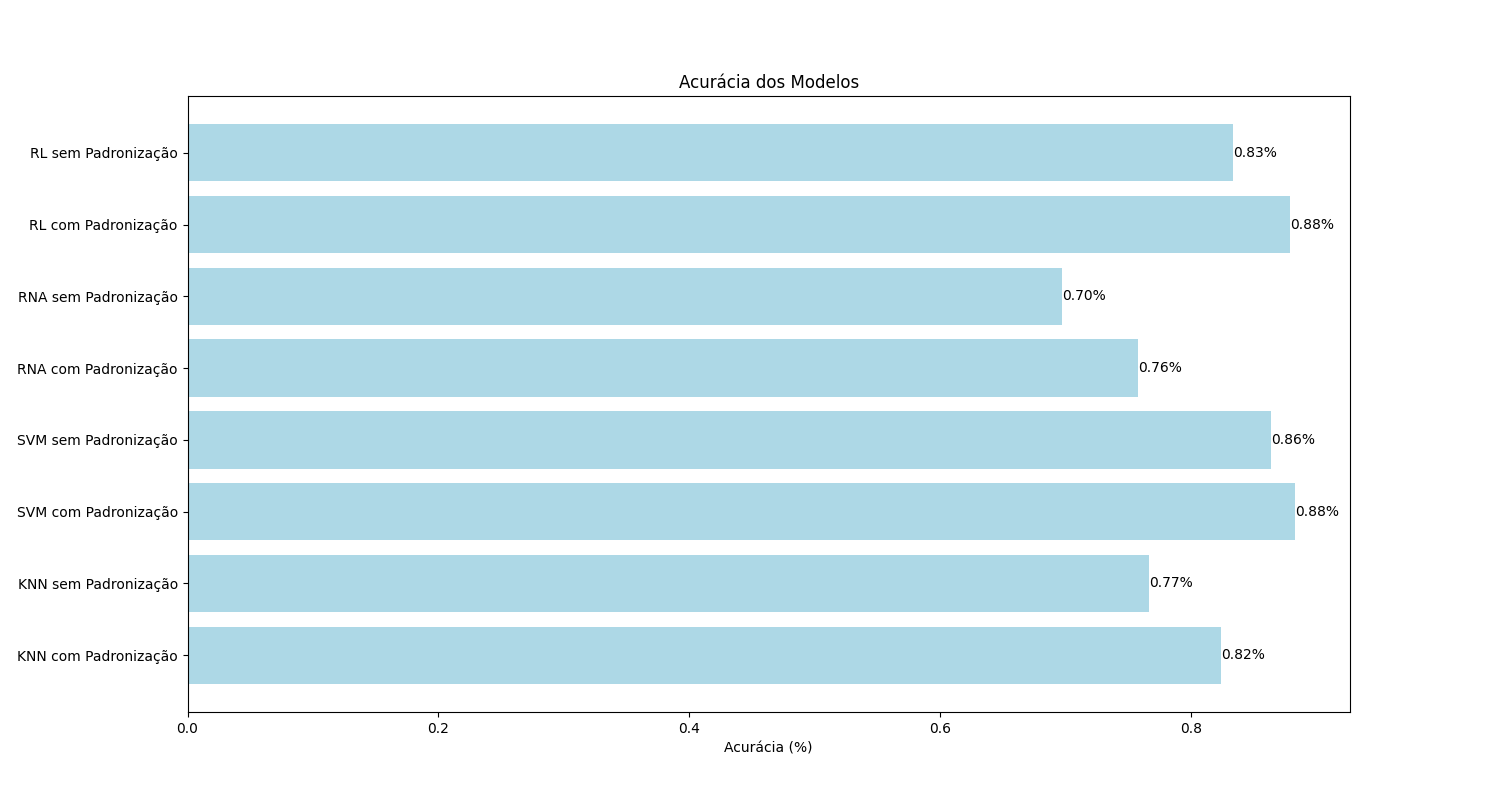 Acurácia dos Modelos
RL sem Padronização
0.83%
RL com Padronização
0.88%
RNA sem Padronização
0.70%
RNA com Padronização
0.76%
SVM sem Padronização
0.86%
SVM com Padronização
0.88%
KNN sem Padronização
0.77%
KNN com Padronização
0.82%
0.0 0.2 0.4 0.6 0.8
Acurácia (%)